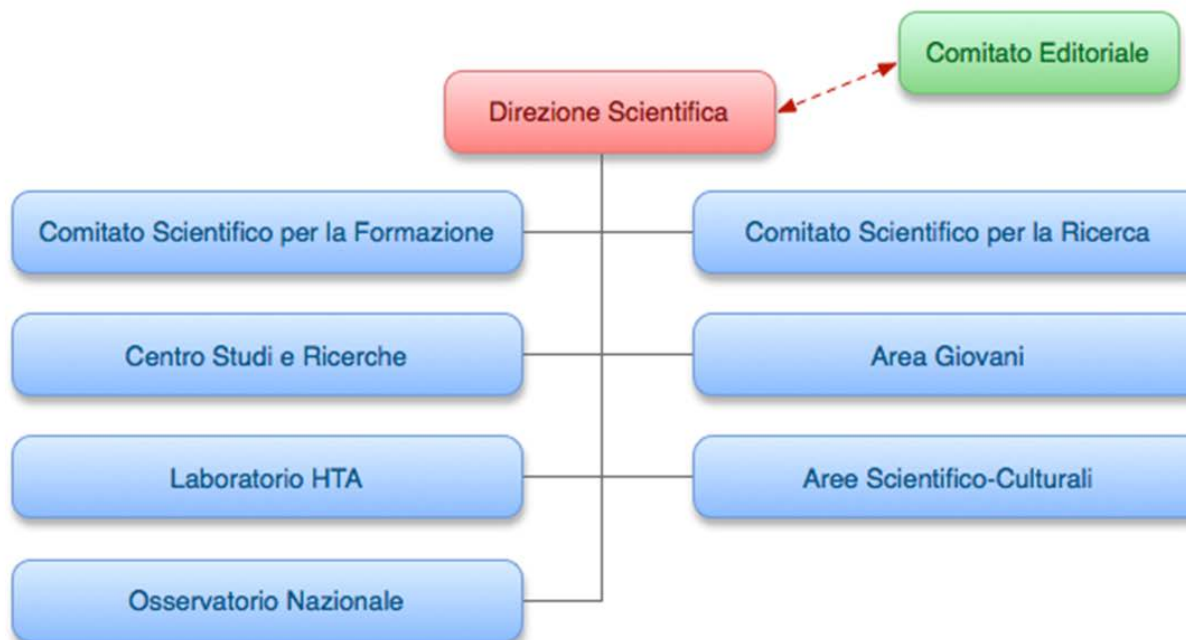 Comitato Editoriale
Direzione Scientifica
Comitato Scientifico per la Formazione
Comitato Scientifico per la Ricerca
Centro Studi e Ricerche
Area Giovani
Laboratorio HTA
Aree Scientifico-Culturali
Osservatorio Nazionale